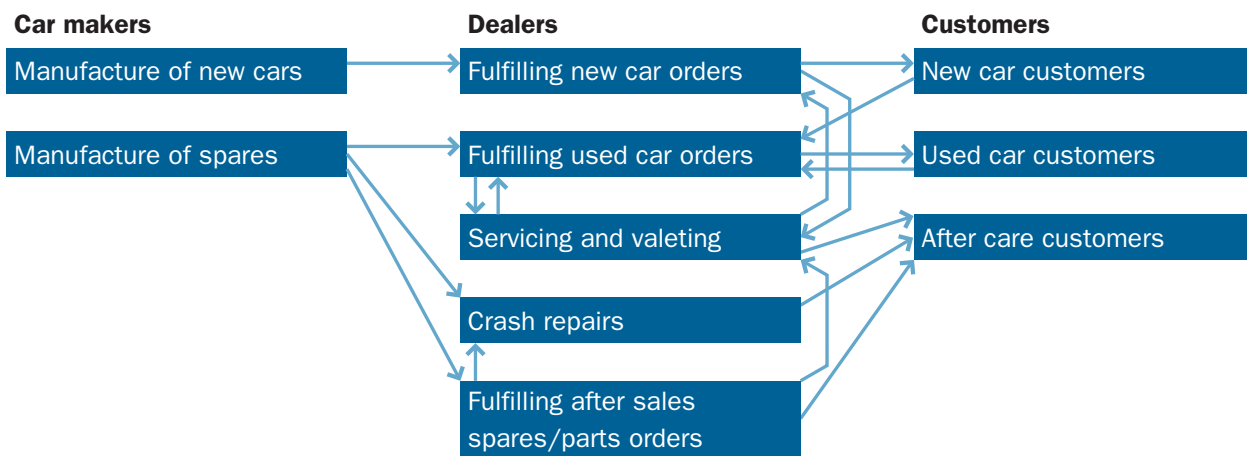 Car makers
Dealers
Customers
Manufacture of new cars
Fulfilling new car orders
New car customers
Manufacture of spares
Fulfilling used car orders
Used car customers
Servicing and valeting
After care customers
Crash repairs
Fulfilling after sales
spares/parts orders